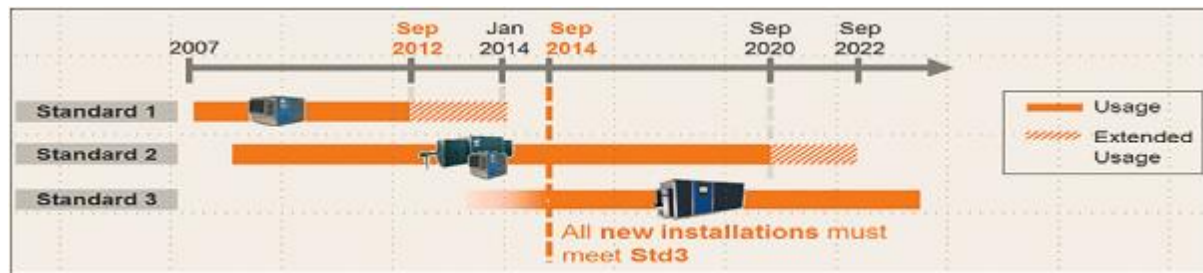 Sep Jan Sep Sep Sep
2007 2012 2014 2014 2020 2022
Standard 1
Standard 2
Standard 3
Usage
Extended
Usage
All new installations must
meet Std3